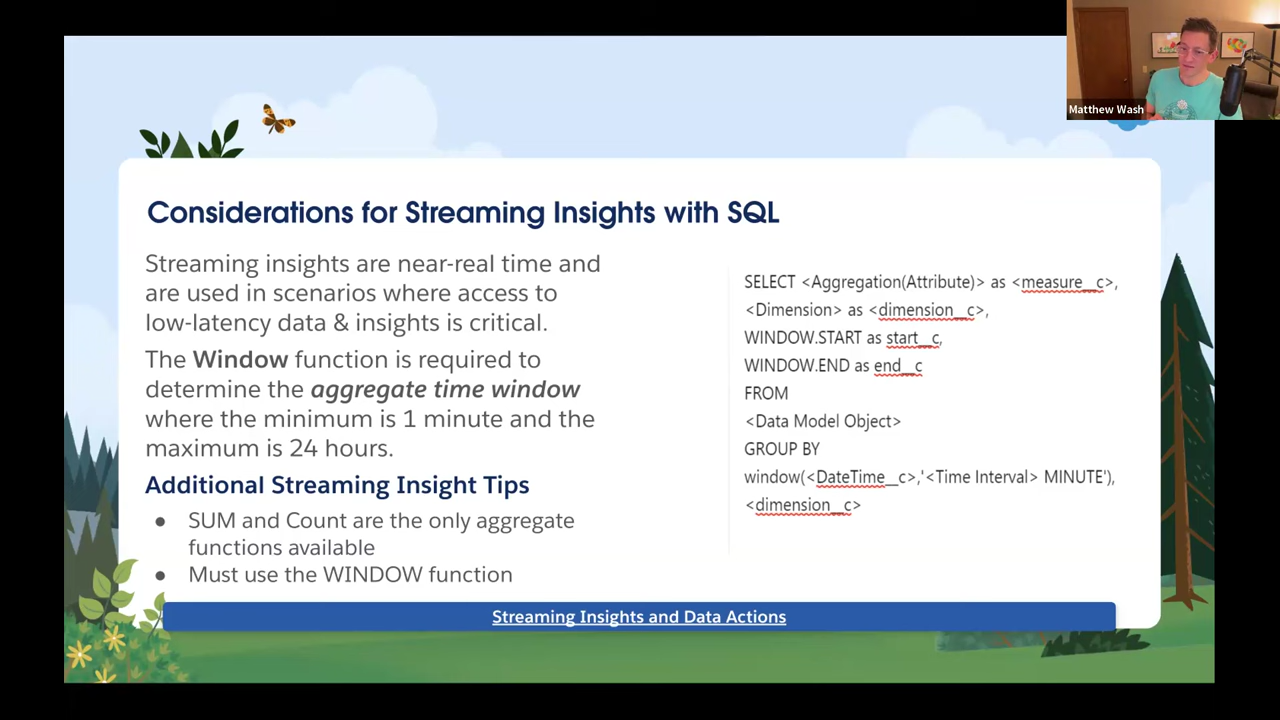 Matthew Wash
Considerations for Streaming Insights with SQL
Streaming insights are near-real time and
are used in scenarios where access to
low-latency data & insights is critical.
The Window function is required to
determine the aggregate time window
where the minimum is 1 minute and the
maximum is 24 hours.
Additional Streaming Insight Tips
● SUM and Count are the only aggregate
functions available
● Must use the WINDOW function
SELECT <Aggregation(Attribute)> as <measure__c>,
<Dimension> as <dimension__c>,
WINDOW.START as start__c,
WINDOW.END as end__c
FROM
<Data Model Object>
GROUP BY
window(<DateTime__c>,'<Time Interval> MINUTE'),
<dimension__c>
Streaming Insights and Data Actions